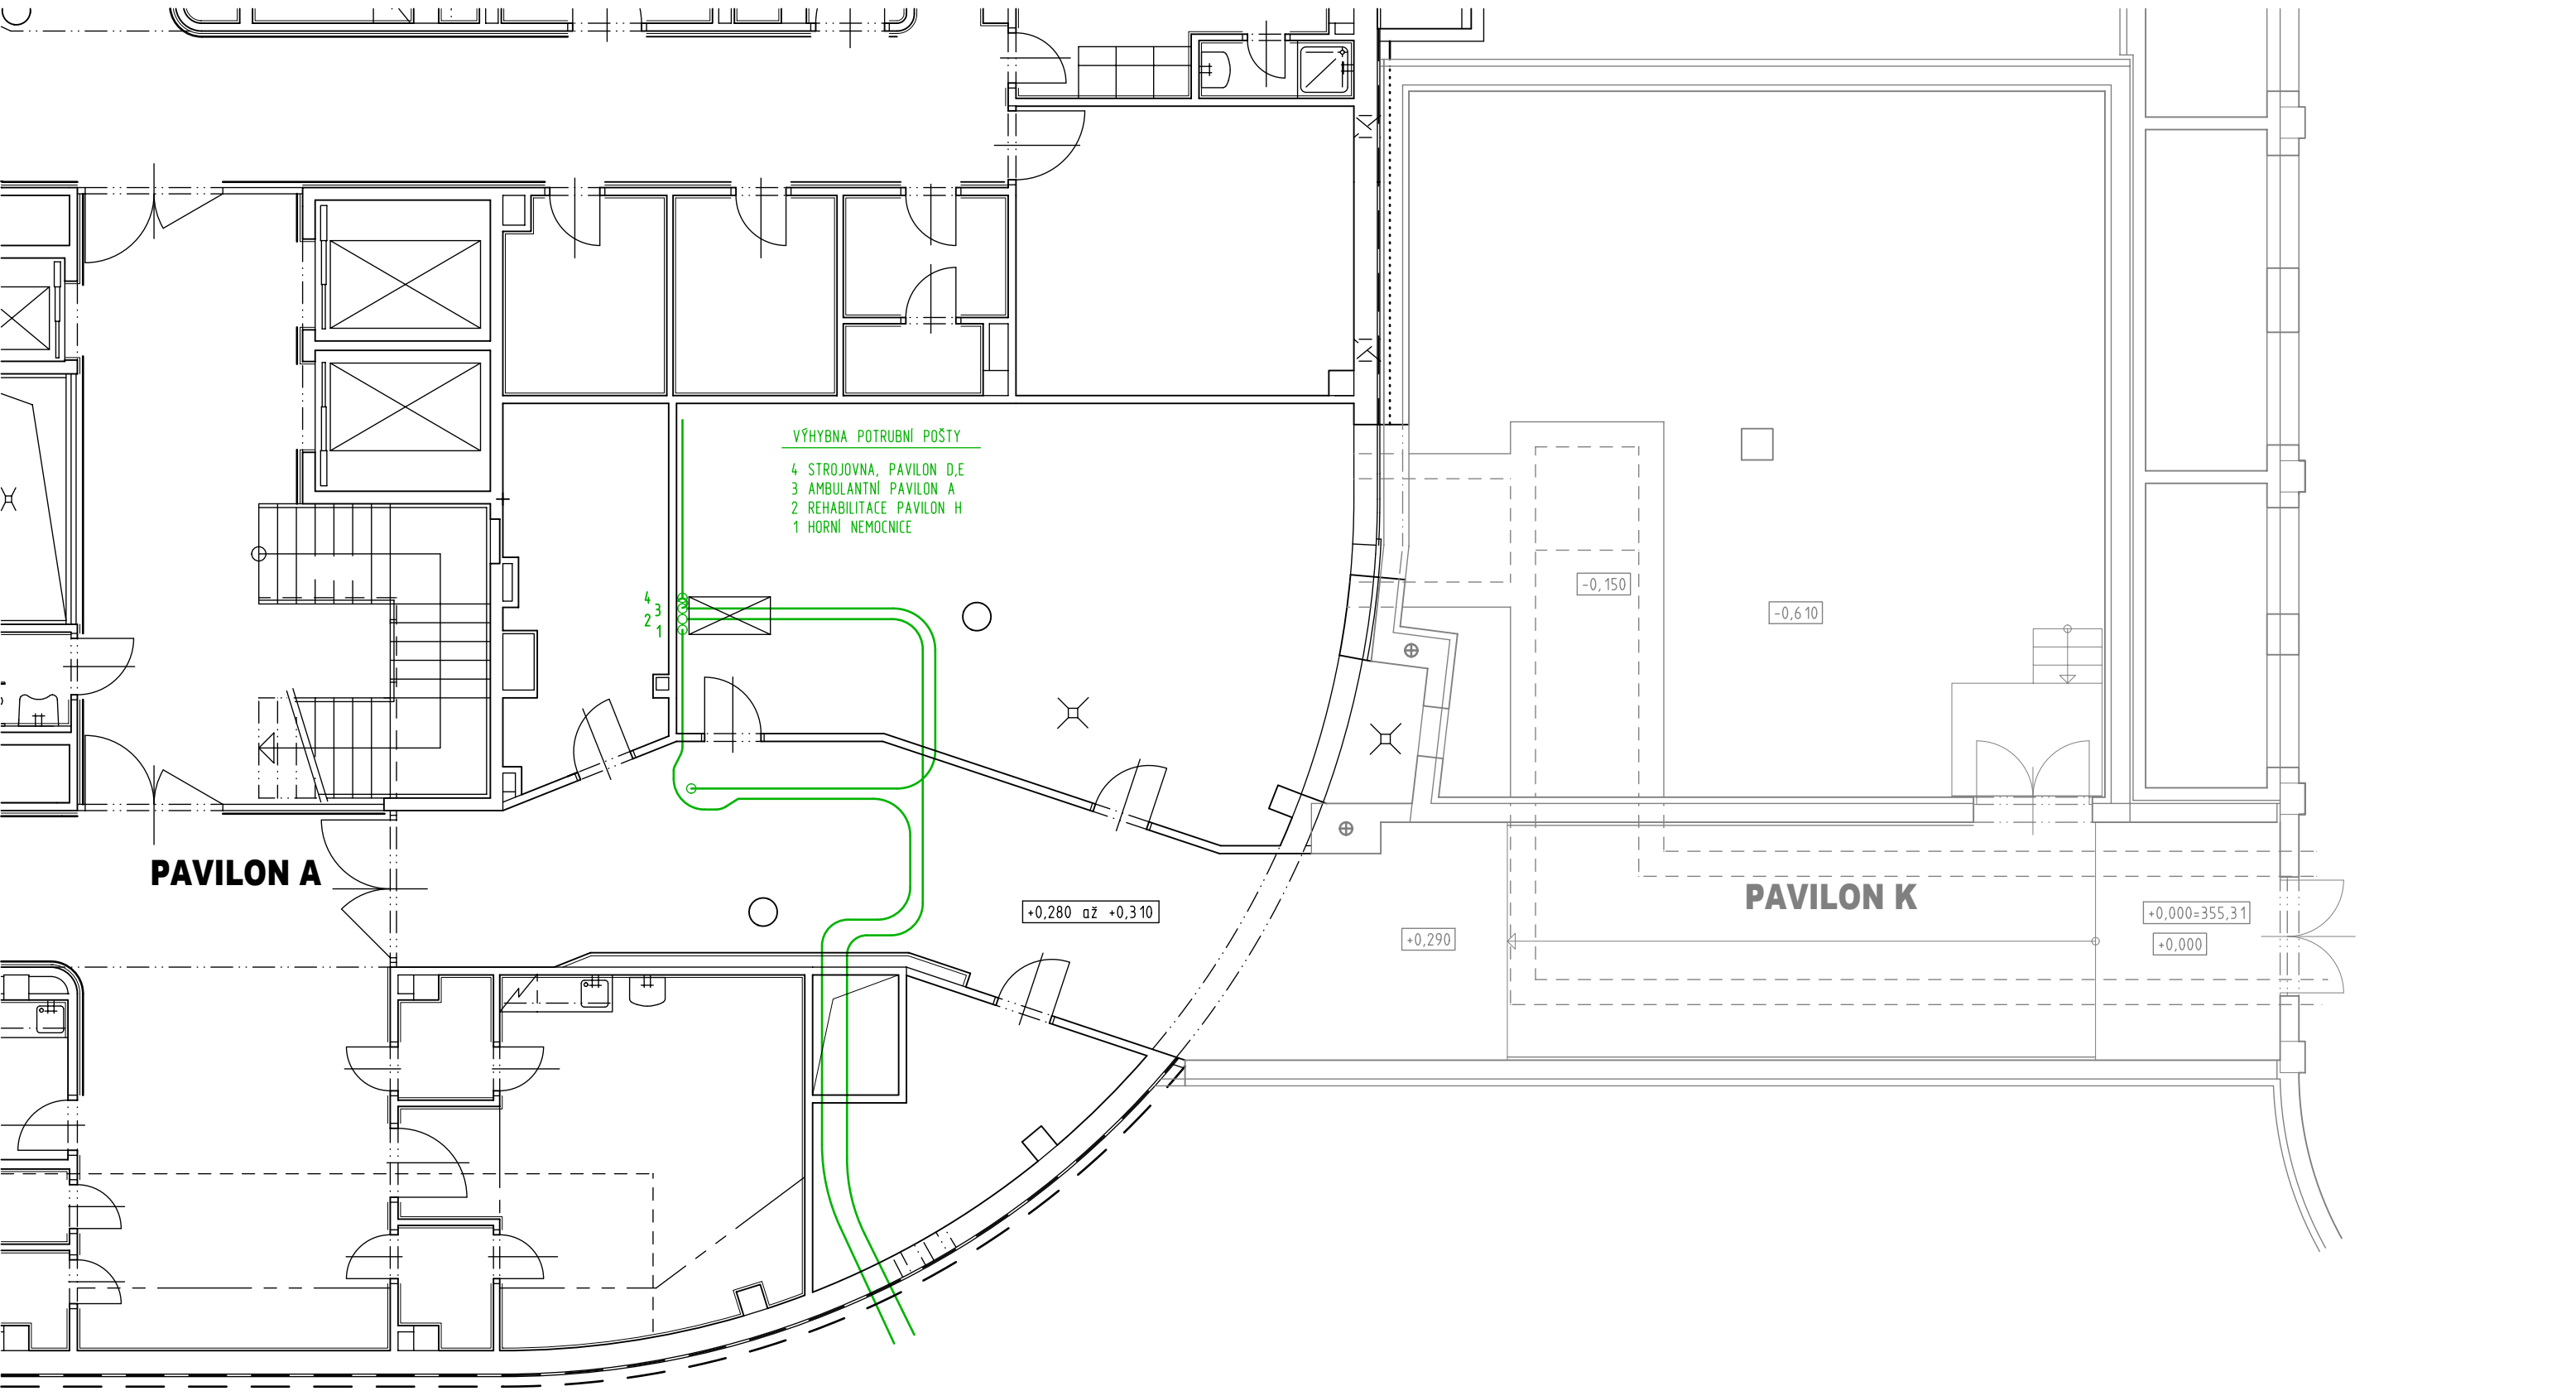 VÝHYBNA POTRUBNÍ POŠTY
4 STROJOVNA, PAVILON D,E
3 AMBULANTNÍ PAVILON A
2 REHABILITACE PAVILON H
1 HORNÍ NEMOCNICE
4
3
2
1
-0,150
-0,610
PAVILON A
PAVILON K
+0,280 až +0,310
+0,290
+0,000=355,31
+0,000